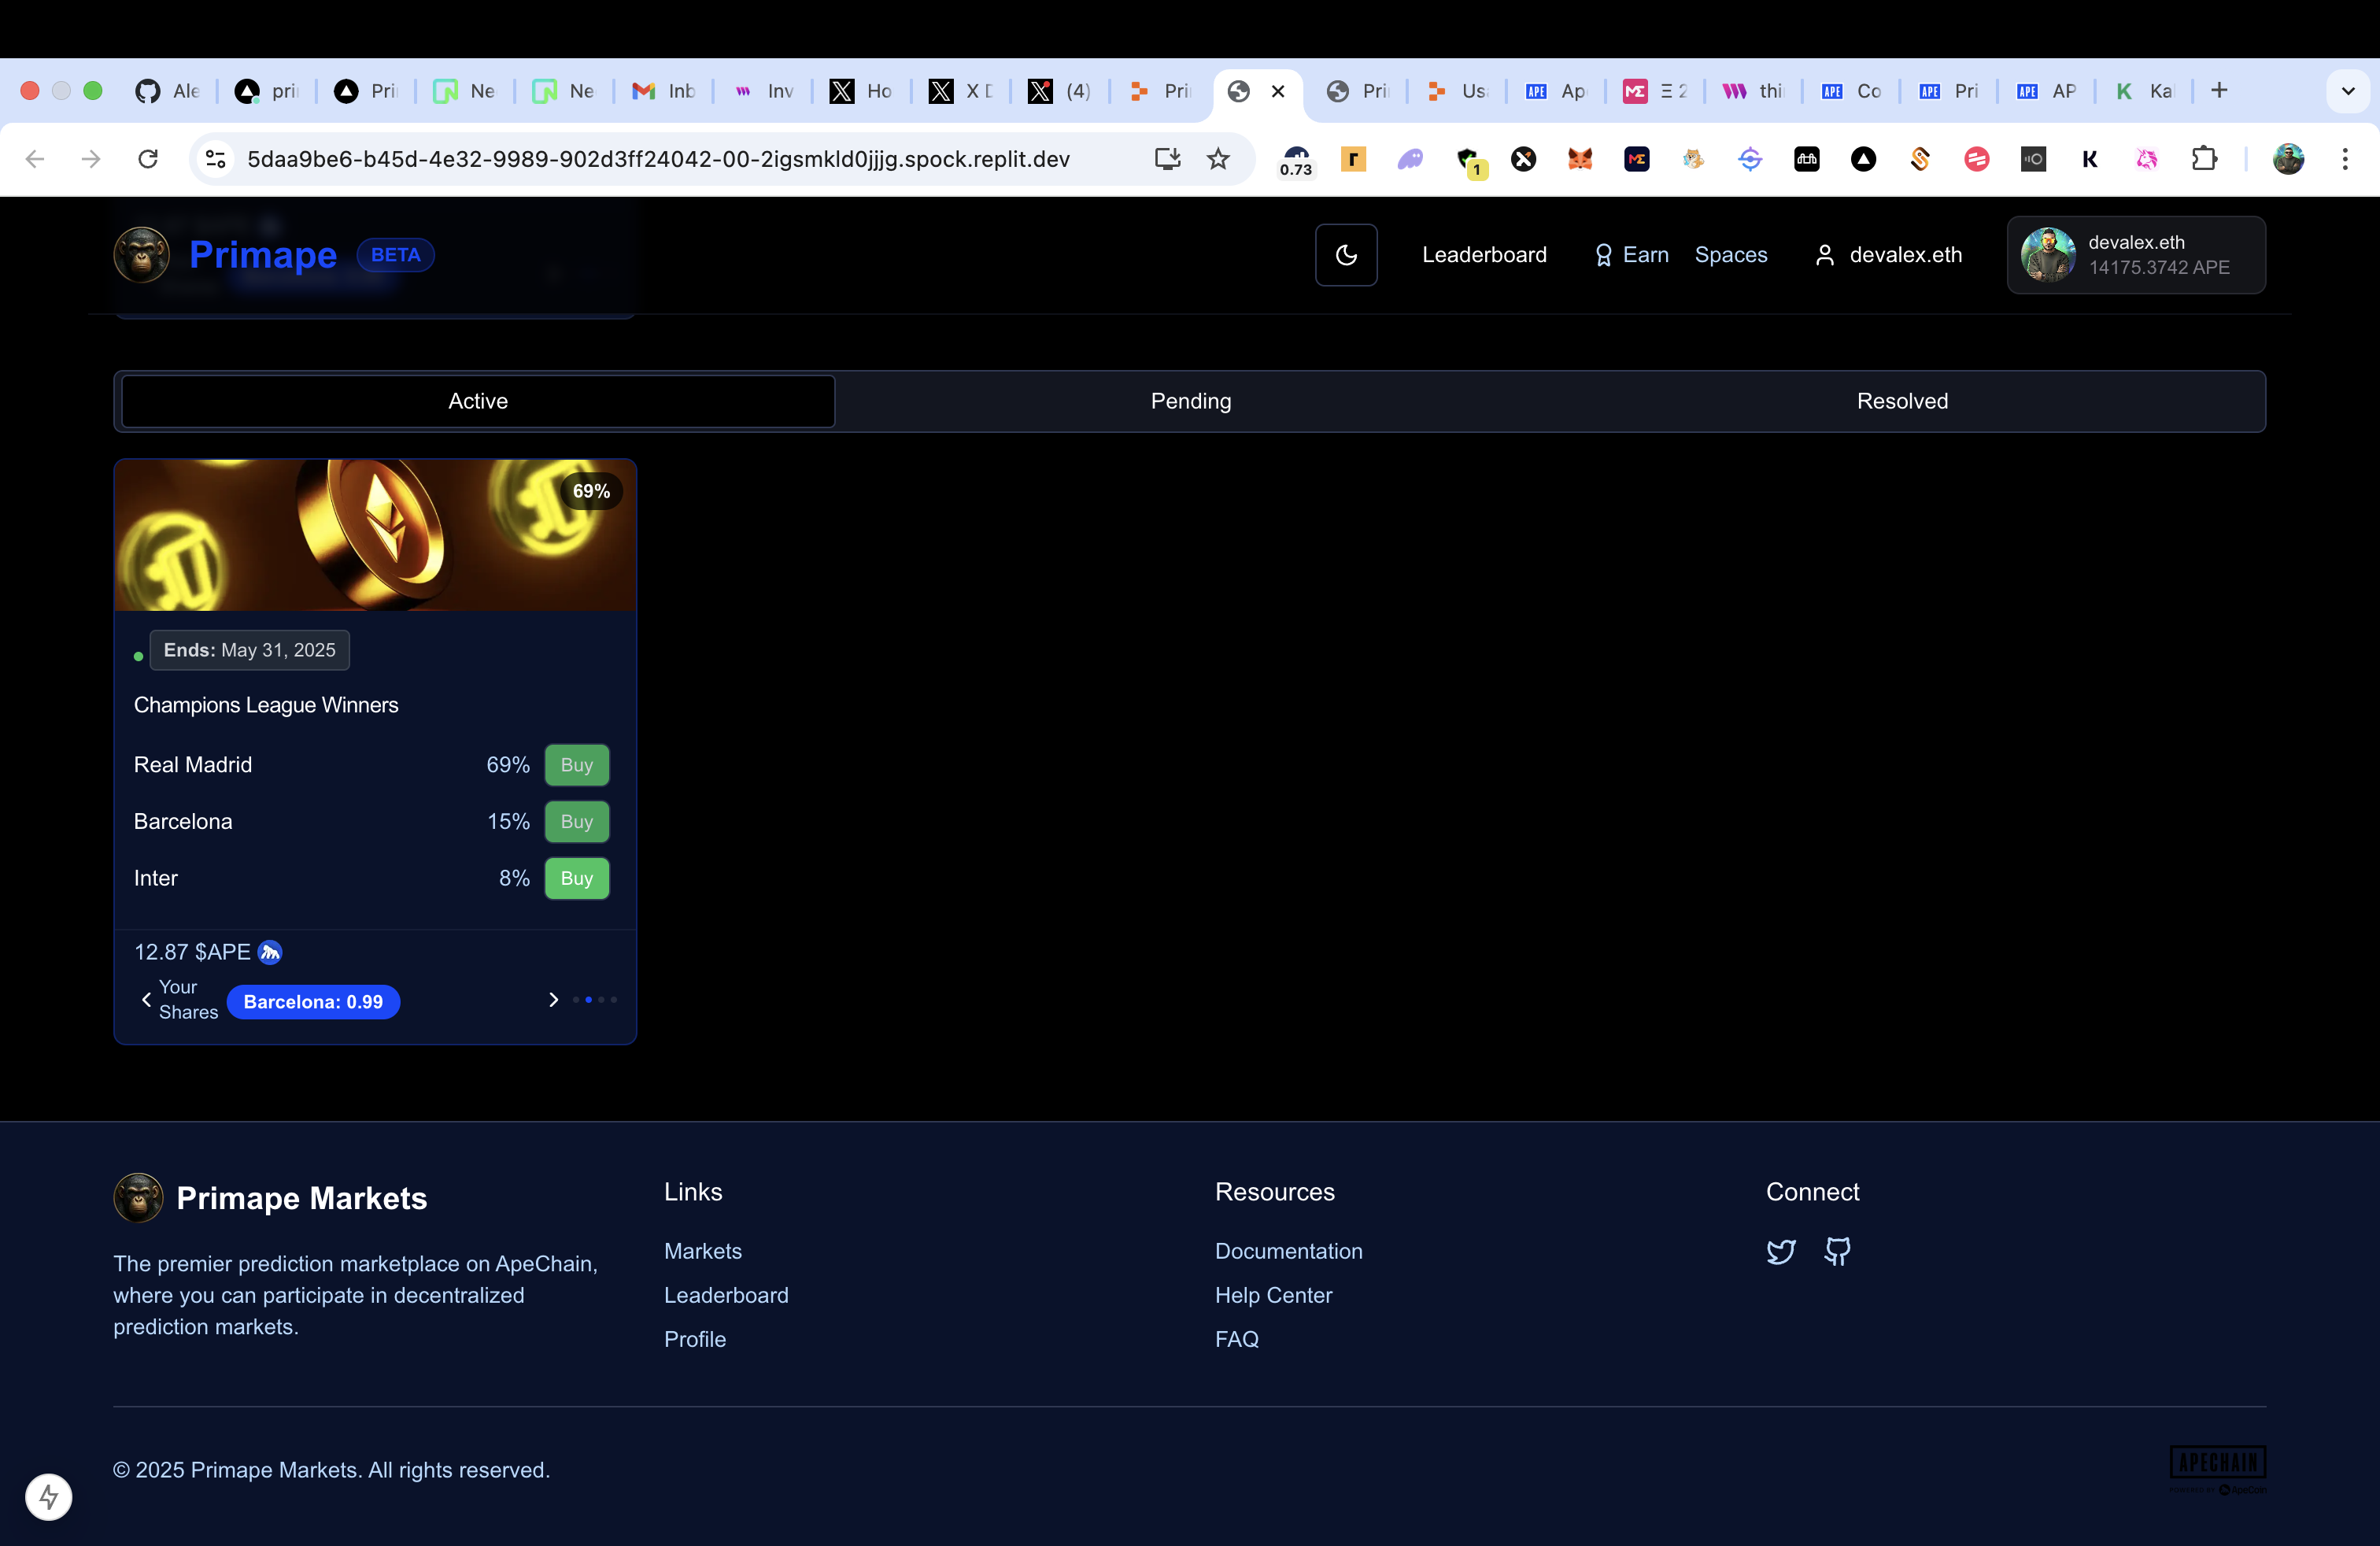 Ale
pri
Pri
Ne
Ne
Inb
Inv
Ho
X D
(4)
Pri
Pri
Us
Ap
Ξ 2
thi
Co
Pri
AP
Ka
5daa9be6-b45d-4e32-9989-902d3ff24042-00-2igsmkld0jjjg.spock.replit.dev
0.73
1
Primape BETA
Leaderboard
Earn
Spaces
devalex.eth
devalex.eth
14175.3742 APE
Active
Pending
Resolved
69%
Ends: May 31, 2025
Champions League Winners
Real Madrid 69% Buy
Barcelona 15% Buy
Inter 8% Buy
12.87 $APE
Your
Shares
Barcelona: 0.99
Primape Markets
The premier prediction marketplace on ApeChain,
where you can participate in decentralized
prediction markets.
Links
Markets
Leaderboard
Profile
Resources
Documentation
Help Center
FAQ
Connect
© 2025 Primape Markets. All rights reserved.
APECHAIN
ApeCoin